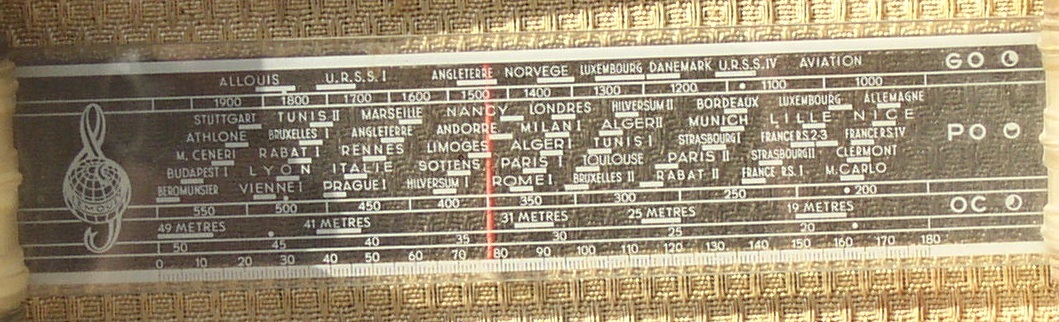 ALLOUIS U.R.S.S. I ANGLETERRE NORVEGE LUXEMBOURG DANEMARK U.R.S.S. IV AVIATION GO
1900 1800 1700 1600 1500 1400 1300 1200 1100 1000
STUTTGART TUNIS II MARSEILLE NANCY LONDRES HILVERSUM II BORDEAUX LUXEMBOURG ALLEMAGNE
ATHLONE BRUXELLES I ANGLETERRE ANDORRE MILAN I ALGER II MUNICH LILLE NICE
M. CENERI RABAT I RENNES LIMOGES ALGER I TUNIS I STRASBOURG I FRANCE R.S. 2-3 FRANCE R.S. IV PO
BUDAPEST I LYON ITALIE SOTTENS PARIS I TOULOUSE PARIS II STRASBOURG II CLERMONT
BEROMUNSTER VIENNE I PRAGUE I HILVERSUM I ROME I BRUXELLES II RABAT II FRANCE R.S. I M. CARLO
550 500 450 400 350 300 250 200
49 METRES 41 METRES 31 METRES 25 METRES 19 METRES OC
50 45 40 35 30 25 20
0 10 20 30 40 50 60 70 80 90 100 110 120 130 140 150 160 170 180